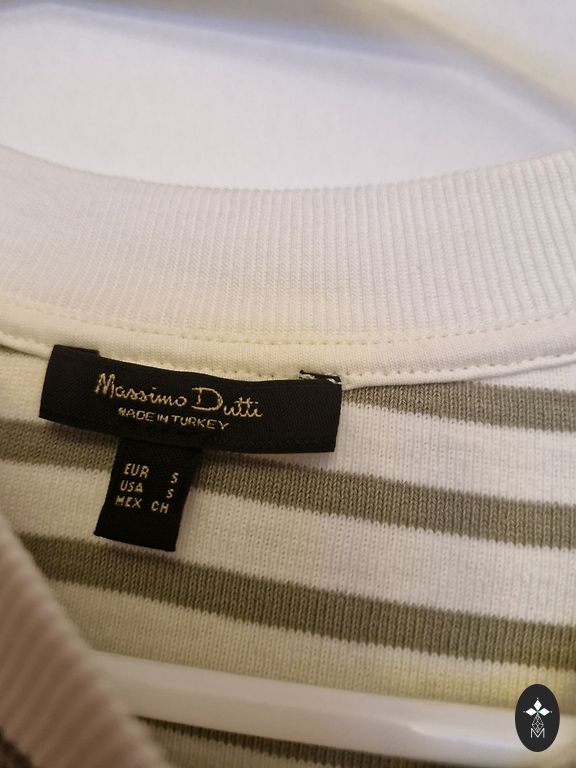 Massimo Dutti
MADE IN TURKEY
EUR S
USA S
MEX CH
M